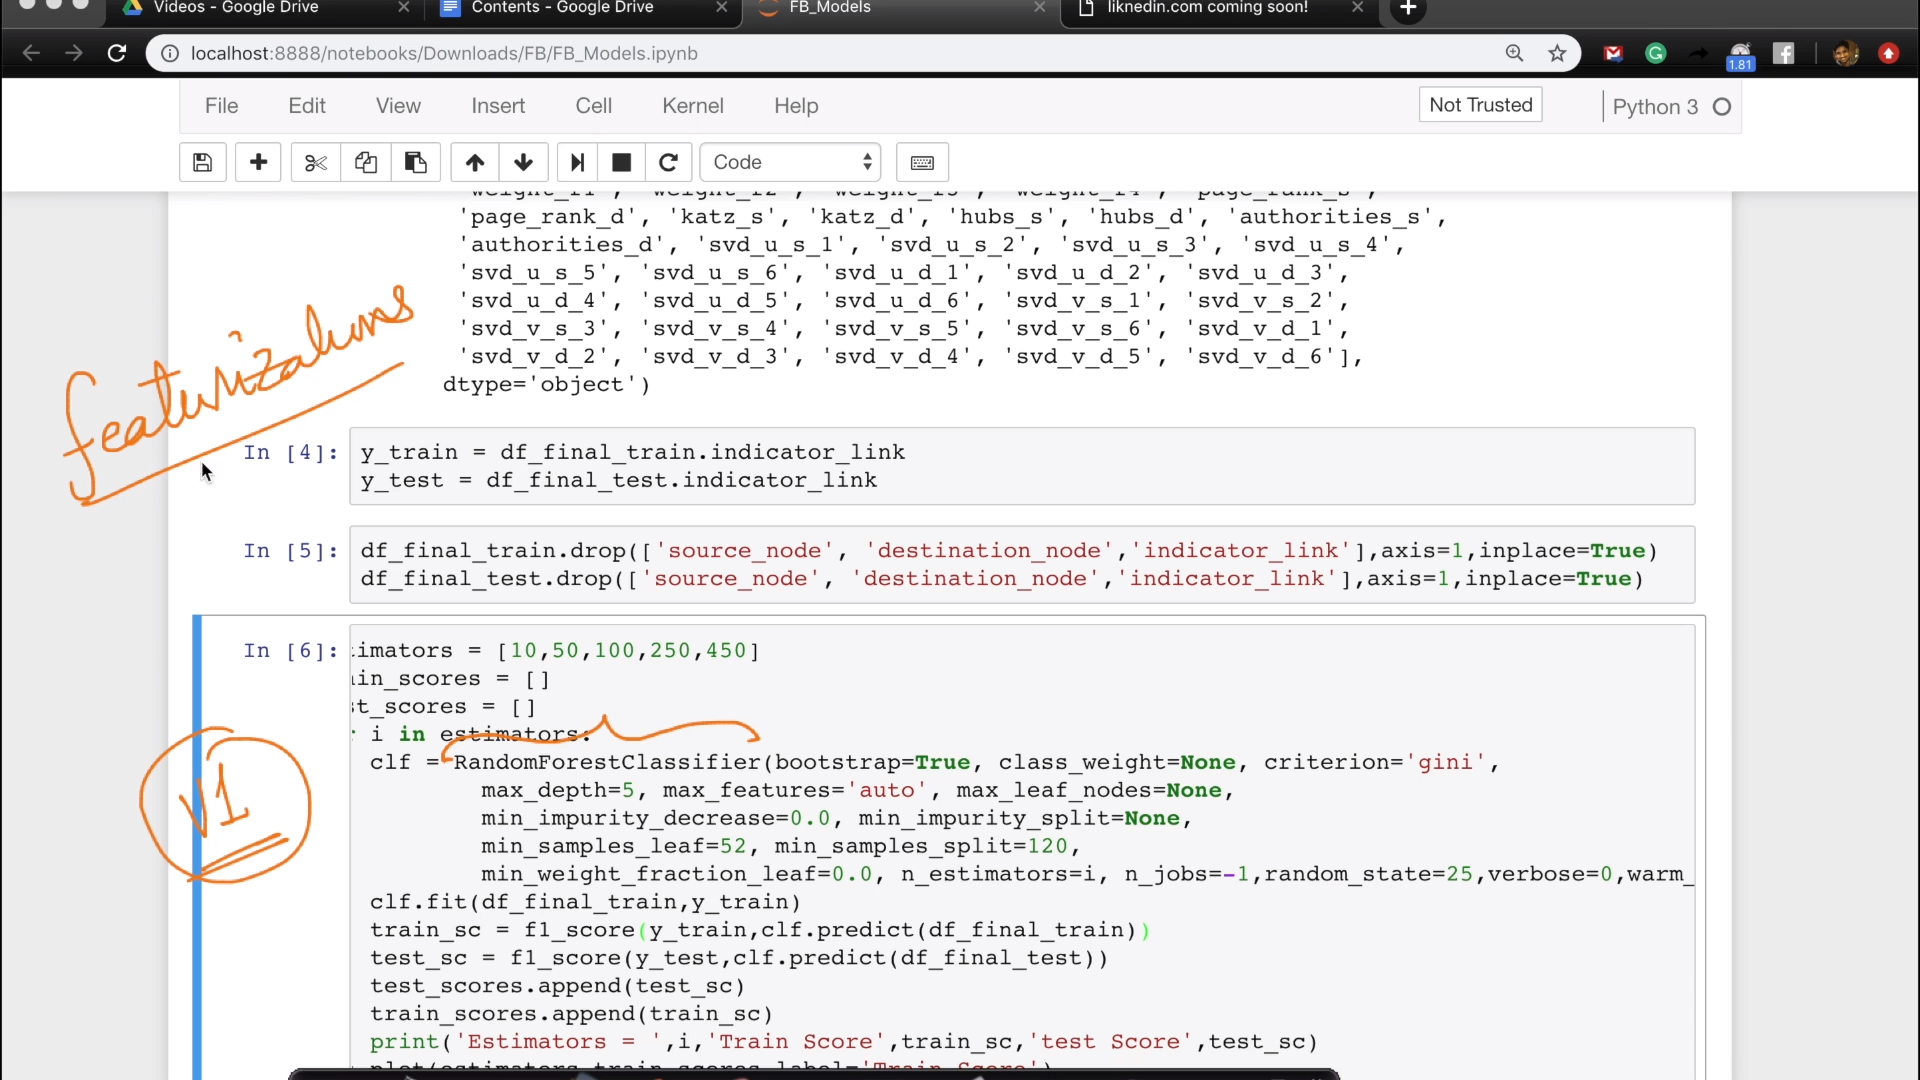 Videos - Google Drive
Contents - Google Drive
FB_Models
liknedin.com coming soon!
localhost:8888/notebooks/Downloads/FB/FB_Models.ipynb
1.81
File Edit View Insert Cell Kernel Help
Not Trusted
Python 3
Code
'page_rank_d', 'katz_s', 'katz_d', 'hubs_s', 'hubs_d', 'authorities_s',
'authorities_d', 'svd_u_s_1', 'svd_u_s_2', 'svd_u_s_3', 'svd_u_s_4',
'svd_u_s_5', 'svd_u_s_6', 'svd_u_d_1', 'svd_u_d_2', 'svd_u_d_3',
'svd_u_d_4', 'svd_u_d_5', 'svd_u_d_6', 'svd_v_s_1', 'svd_v_s_2',
'svd_v_s_3', 'svd_v_s_4', 'svd_v_s_5', 'svd_v_s_6', 'svd_v_d_1',
'svd_v_d_2', 'svd_v_d_3', 'svd_v_d_4', 'svd_v_d_5', 'svd_v_d_6'],
dtype='object')
featurizations
In [4]: y_train = df_final_train.indicator_link
y_test = df_final_test.indicator_link
In [5]: df_final_train.drop(['source_node', 'destination_node','indicator_link'],axis=1,inplace=True)
df_final_test.drop(['source_node', 'destination_node','indicator_link'],axis=1,inplace=True)
In [6]: imators = [10,50,100,250,450]
in_scores = []
st_scores = []
i in estimators:
clf = RandomForestClassifier(bootstrap=True, class_weight=None, criterion='gini',
max_depth=5, max_features='auto', max_leaf_nodes=None,
V1
min_impurity_decrease=0.0, min_impurity_split=None,
min_samples_leaf=52, min_samples_split=120,
min_weight_fraction_leaf=0.0, n_estimators=i, n_jobs=-1,random_state=25,verbose=0,warm_
clf.fit(df_final_train,y_train)
train_sc = f1_score(y_train,clf.predict(df_final_train))
test_sc = f1_score(y_test,clf.predict(df_final_test))
test_scores.append(test_sc)
train_scores.append(train_sc)
print('Estimators = ',i,'Train Score',train_sc,'test Score',test_sc)